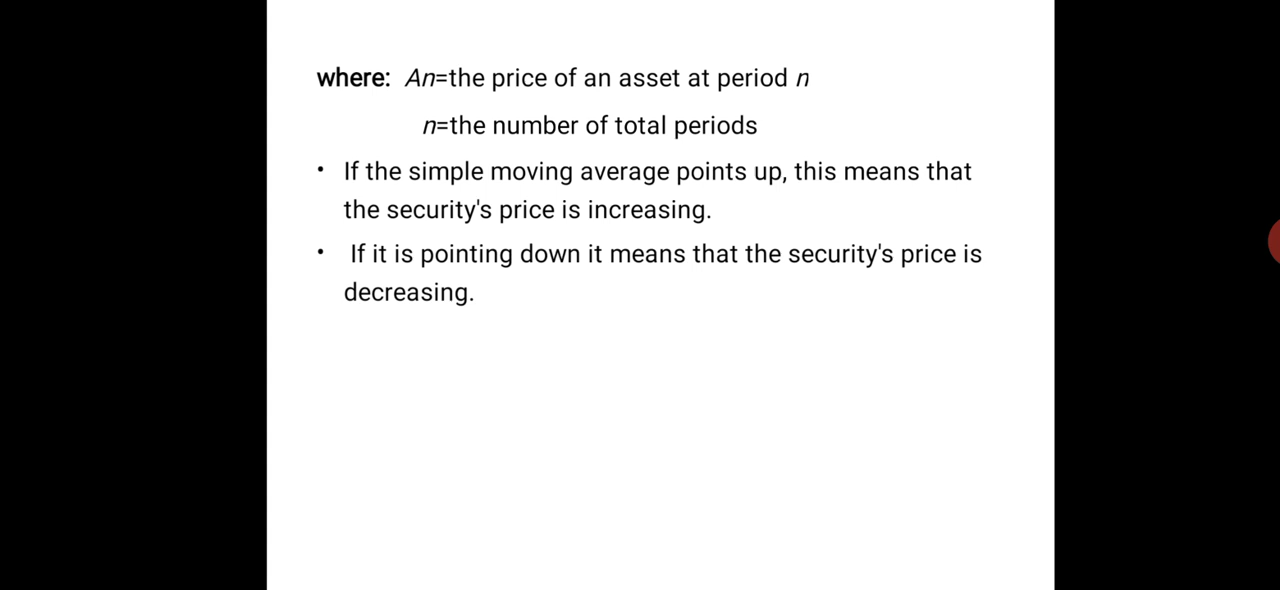 where: An=the price of an asset at period n
n=the number of total periods
• If the simple moving average points up, this means that
the security's price is increasing.
• If it is pointing down it means that the security's price is
decreasing.